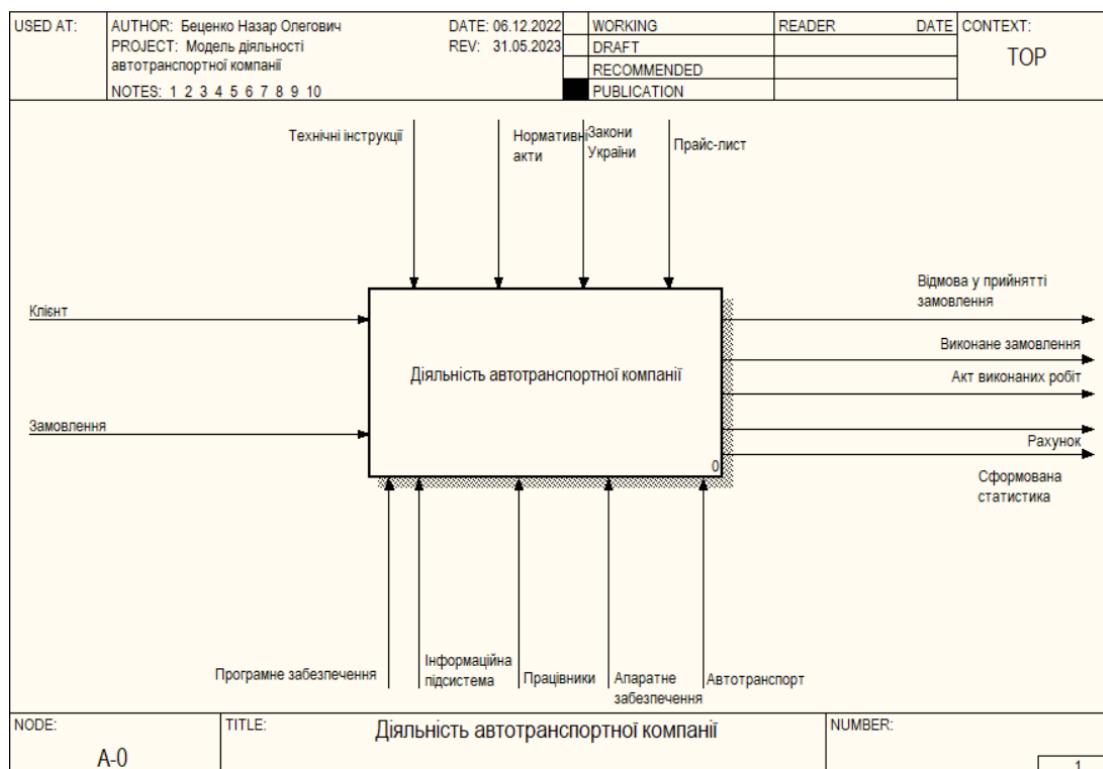 USED AT:
AUTHOR: Беценко Назар Олегович
DATE: 06.12.2022
PROJECT: Модель діяльності
REV: 31.05.2023
автотранспортної компанії
NOTES: 1 2 3 4 5 6 7 8 9 10
WORKING
DRAFT
RECOMMENDED
PUBLICATION
READER
DATE
CONTEXT:
TOP
Технічні інструкції
Нормативні
акти
Закони
України
Прайс-лист
Клієнт
Замовлення
Діяльність автотранспортної компанії
0
Відмова у прийнятті
замовлення
Виконане замовлення
Акт виконаних робіт
Рахунок
Сформована
статистика
Програмне забезпечення
Інформаційна
підсистема
Працівники
Апаратне
забезпечення
Автотранспорт
NODE:
A-0
TITLE:
Діяльність автотранспортної компанії
NUMBER:
1